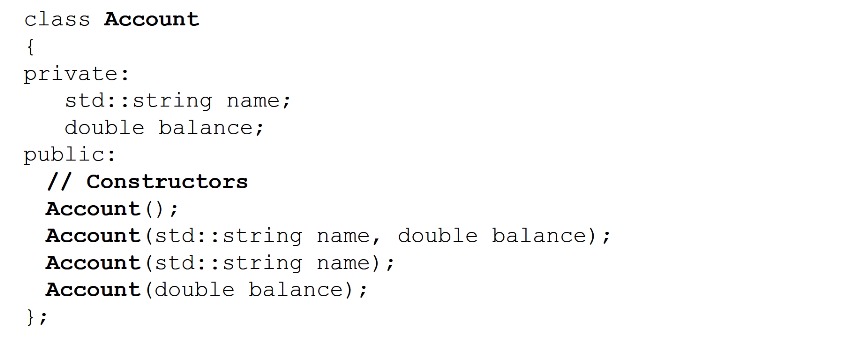 class Account
{
private:
   std::string name;
   double balance;
public:
  // Constructors
  Account();
  Account(std::string name, double balance);
  Account(std::string name);
  Account(double balance);
};